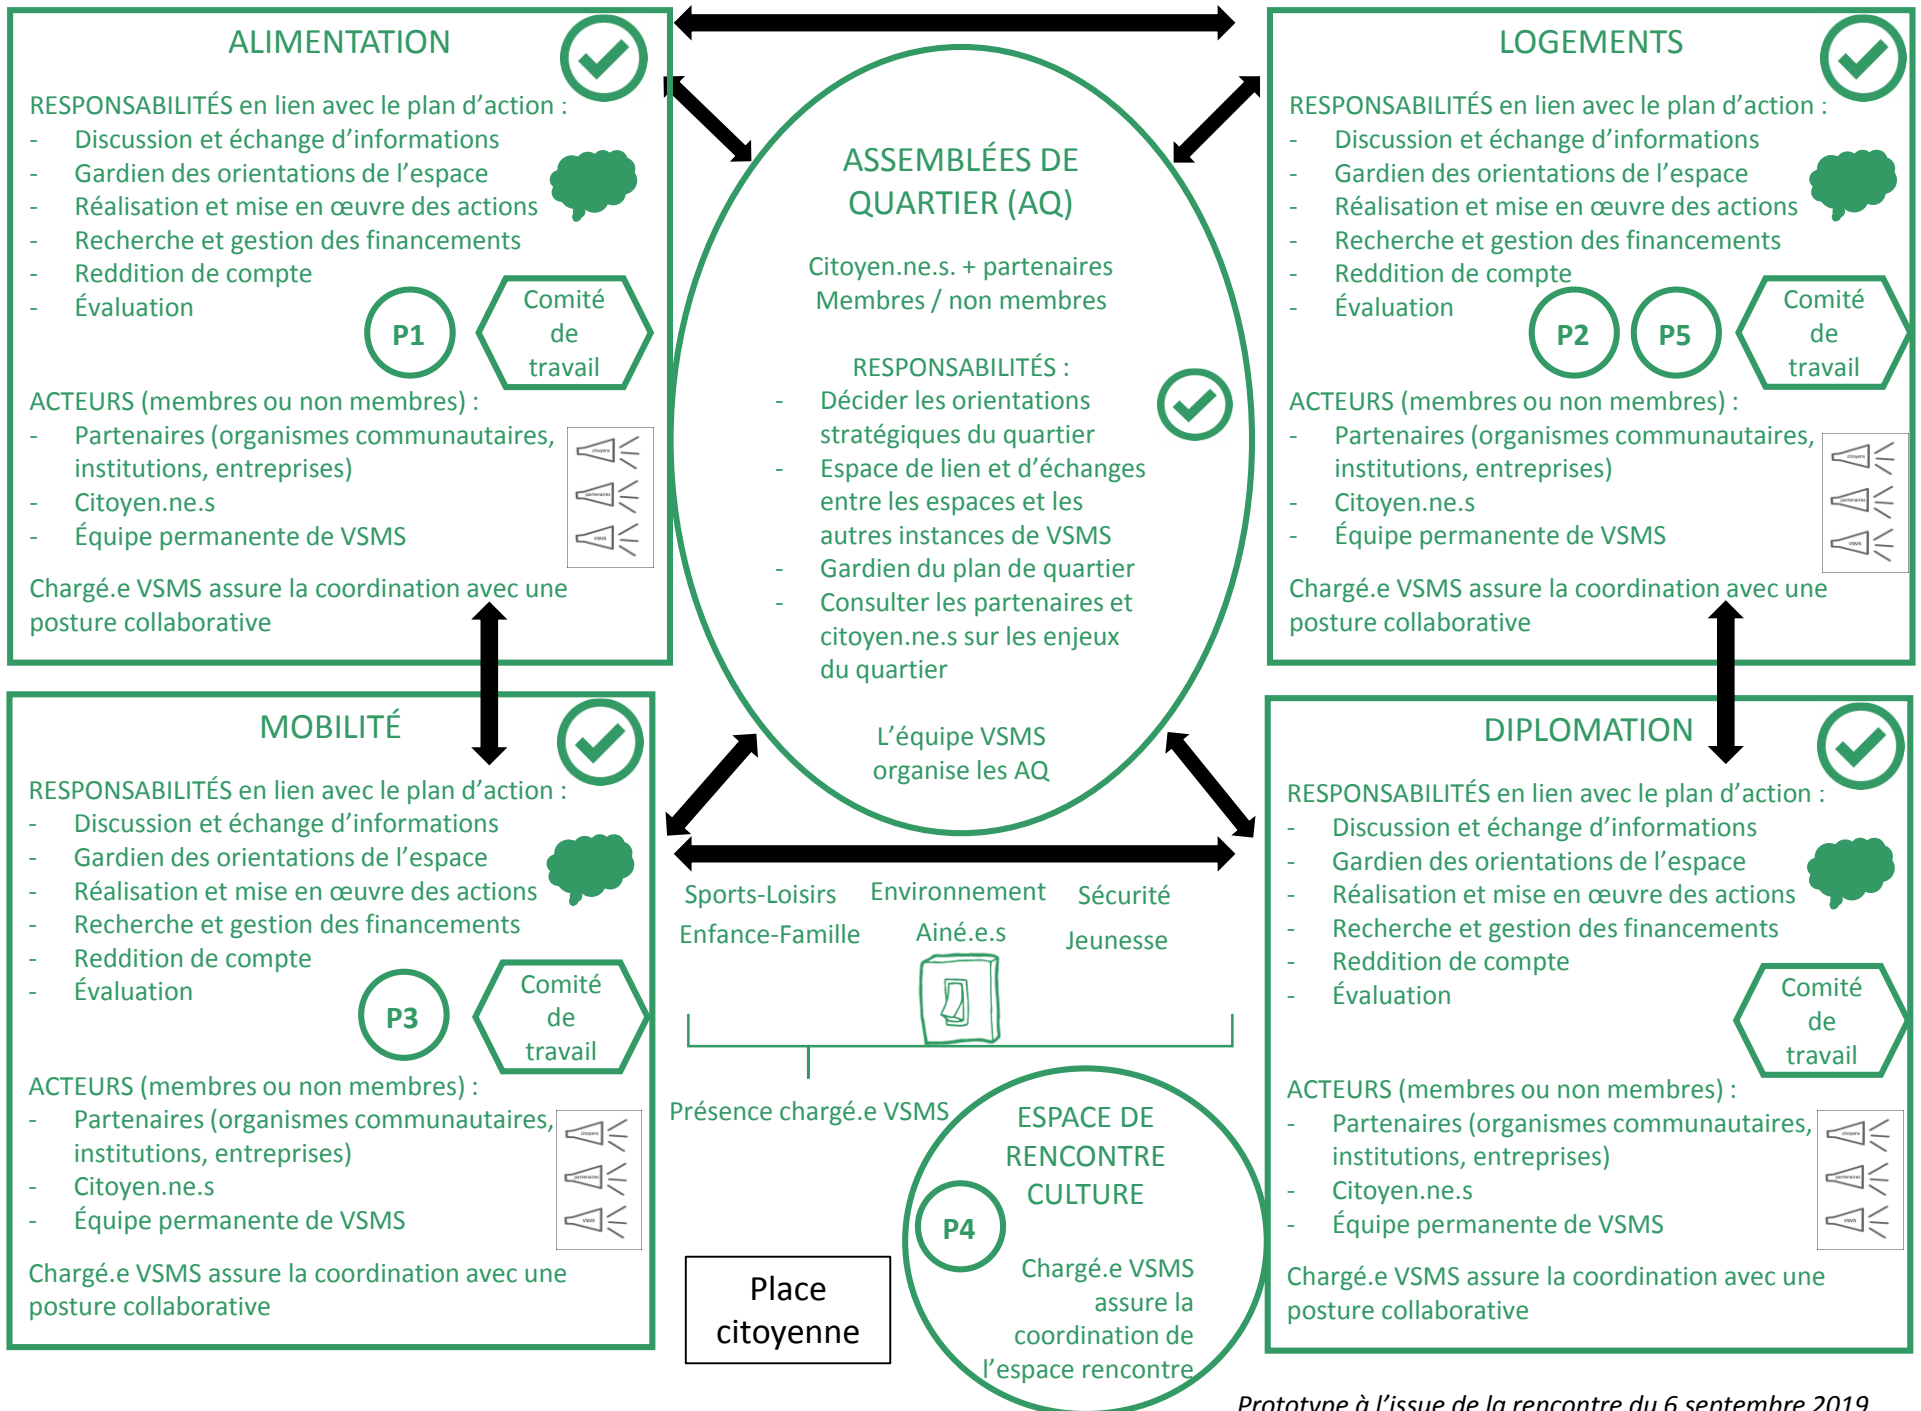 ALIMENTATION
RESPONSABILITÉS en lien avec le plan d'action :
- Discussion et échange d'informations
- Gardien des orientations de l'espace
- Réalisation et mise en œuvre des actions
- Recherche et gestion des financements
- Reddition de compte
- Évaluation
P1
Comité
de
travail
ACTEURS (membres ou non membres) :
- Partenaires (organismes communautaires,
institutions, entreprises)
- Citoyen.ne.s
- Équipe permanente de VSMS
citoyens
partenaires
VSMS
Chargé.e VSMS assure la coordination avec une
posture collaborative
ASSEMBLÉES DE
QUARTIER (AQ)
Citoyen.ne.s. + partenaires
Membres / non membres
RESPONSABILITÉS :
- Décider les orientations
stratégiques du quartier
- Espace de lien et d'échanges
entre les espaces et les
autres instances de VSMS
- Gardien du plan de quartier
- Consulter les partenaires et
citoyen.ne.s sur les enjeux
du quartier
L'équipe VSMS
organise les AQ
LOGEMENTS
RESPONSABILITÉS en lien avec le plan d'action :
- Discussion et échange d'informations
- Gardien des orientations de l'espace
- Réalisation et mise en œuvre des actions
- Recherche et gestion des financements
- Reddition de compte
- Évaluation
P2
P5
Comité
de
travail
ACTEURS (membres ou non membres) :
- Partenaires (organismes communautaires,
institutions, entreprises)
- Citoyen.ne.s
- Équipe permanente de VSMS
citoyens
partenaires
VSMS
Chargé.e VSMS assure la coordination avec une
posture collaborative
MOBILITÉ
RESPONSABILITÉS en lien avec le plan d'action :
- Discussion et échange d'informations
- Gardien des orientations de l'espace
- Réalisation et mise en œuvre des actions
- Recherche et gestion des financements
- Reddition de compte
- Évaluation
P3
Comité
de
travail
ACTEURS (membres ou non membres) :
- Partenaires (organismes communautaires,
institutions, entreprises)
- Citoyen.ne.s
- Équipe permanente de VSMS
citoyens
partenaires
VSMS
Chargé.e VSMS assure la coordination avec une
posture collaborative
Sports-Loisirs Environnement Sécurité
Enfance-Famille Ainé.e.s Jeunesse
Présence chargé.e VSMS
ESPACE DE
RENCONTRE
CULTURE
P4
Chargé.e VSMS
assure la
coordination de
l'espace rencontre
Place
citoyenne
DIPLOMATION
RESPONSABILITÉS en lien avec le plan d'action :
- Discussion et échange d'informations
- Gardien des orientations de l'espace
- Réalisation et mise en œuvre des actions
- Recherche et gestion des financements
- Reddition de compte
- Évaluation
Comité
de
travail
ACTEURS (membres ou non membres) :
- Partenaires (organismes communautaires,
institutions, entreprises)
- Citoyen.ne.s
- Équipe permanente de VSMS
citoyens
partenaires
VSMS
Chargé.e VSMS assure la coordination avec une
posture collaborative
Prototype à l'issue de la rencontre du 6 septembre 2019